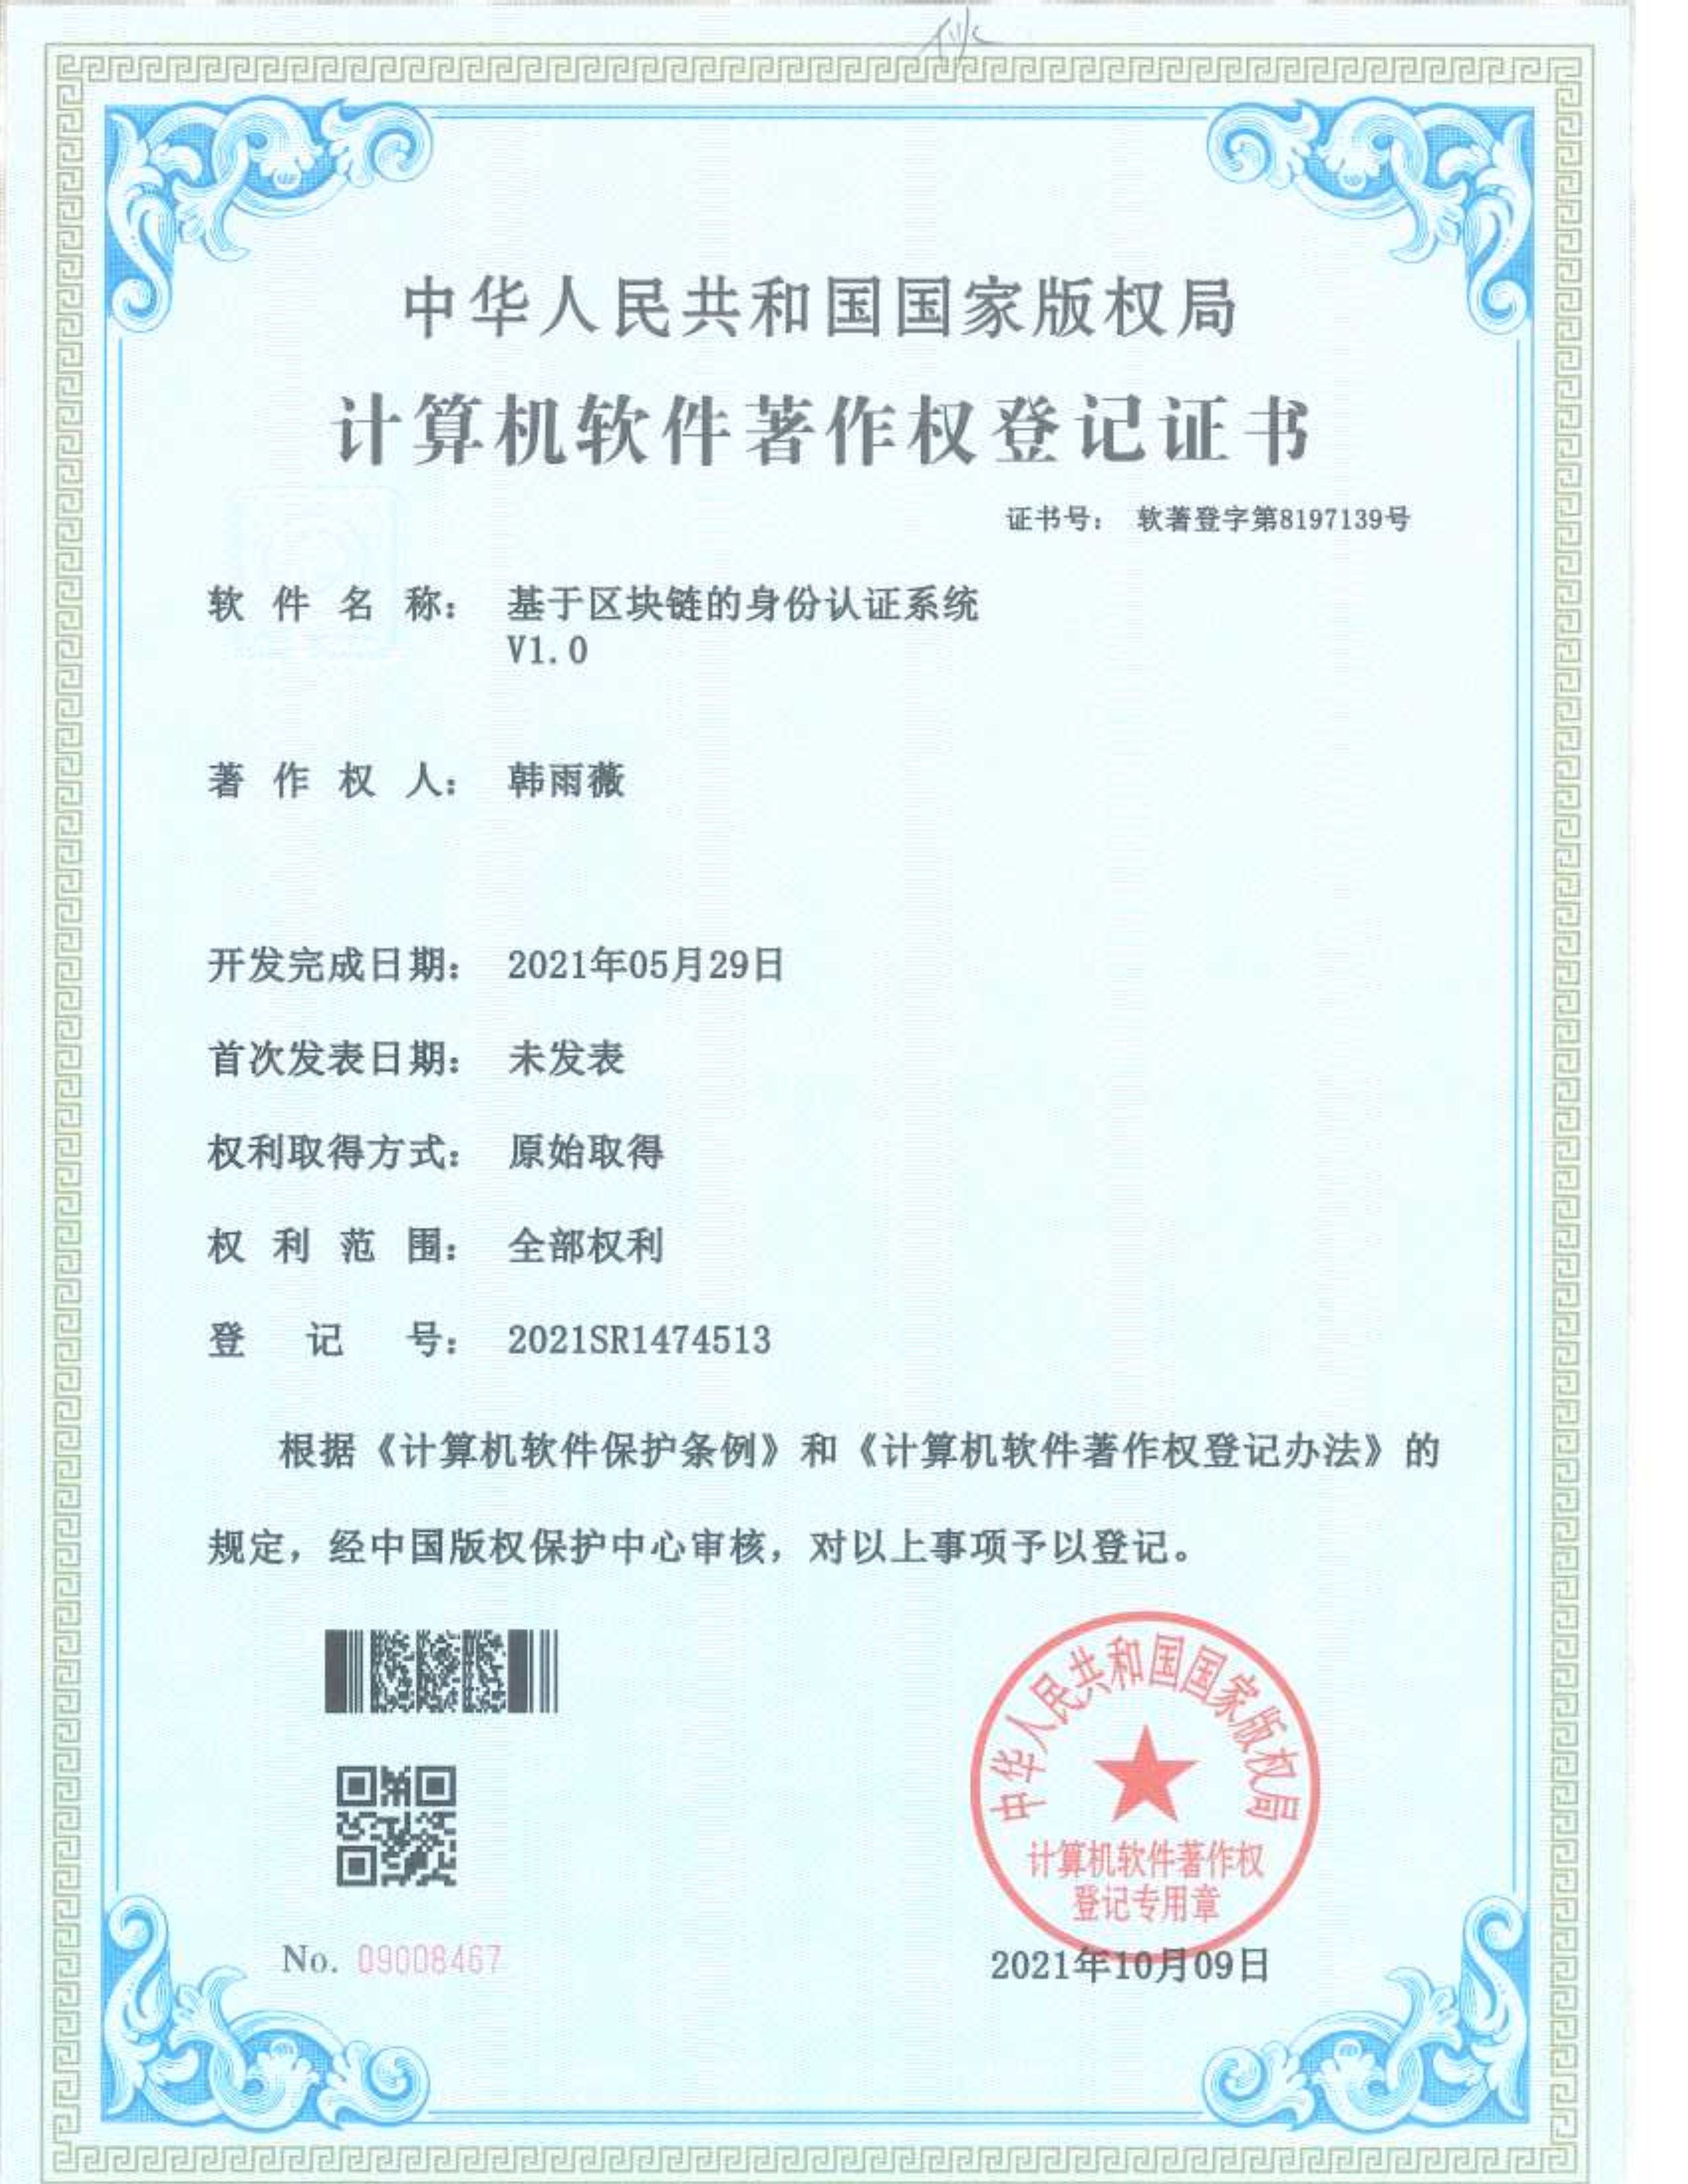 中华人民共和国国家版权局
计算机软件著作权登记证书
证书号： 软著登字第8197139号
软件名称： 基于区块链的身份认证系统
V1.0
著作权人： 韩雨薇
开发完成日期： 2021年05月29日
首次发表日期： 未发表
权利取得方式： 原始取得
权利范围： 全部权利
登记号： 2021SR1474513
根据《计算机软件保护条例》和《计算机软件著作权登记办法》的
规定，经中国版权保护中心审核，对以上事项予以登记。
中华人民共和国国家版权局
计算机软件著作权
登记专用章
No. 09008467
2021年10月09日